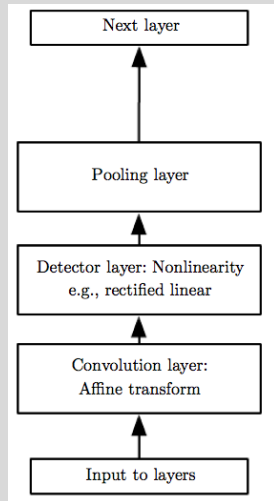 Next layer
Pooling layer
Detector layer: Nonlinearity
e.g., rectified linear
Convolution layer:
Affine transform
Input to layers